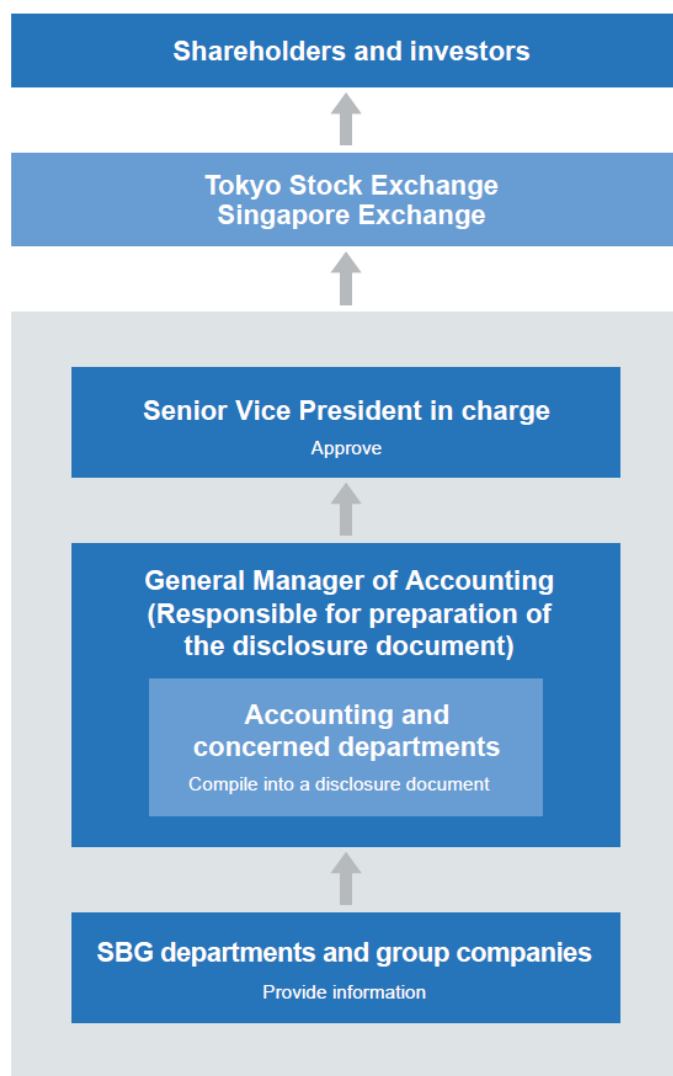 Shareholders and investors
Tokyo Stock Exchange
Singapore Exchange
Senior Vice President in charge
Approve
General Manager of Accounting
(Responsible for preparation of
the disclosure document)
Accounting and
concerned departments
Compile into a disclosure document
SBG departments and group companies
Provide information